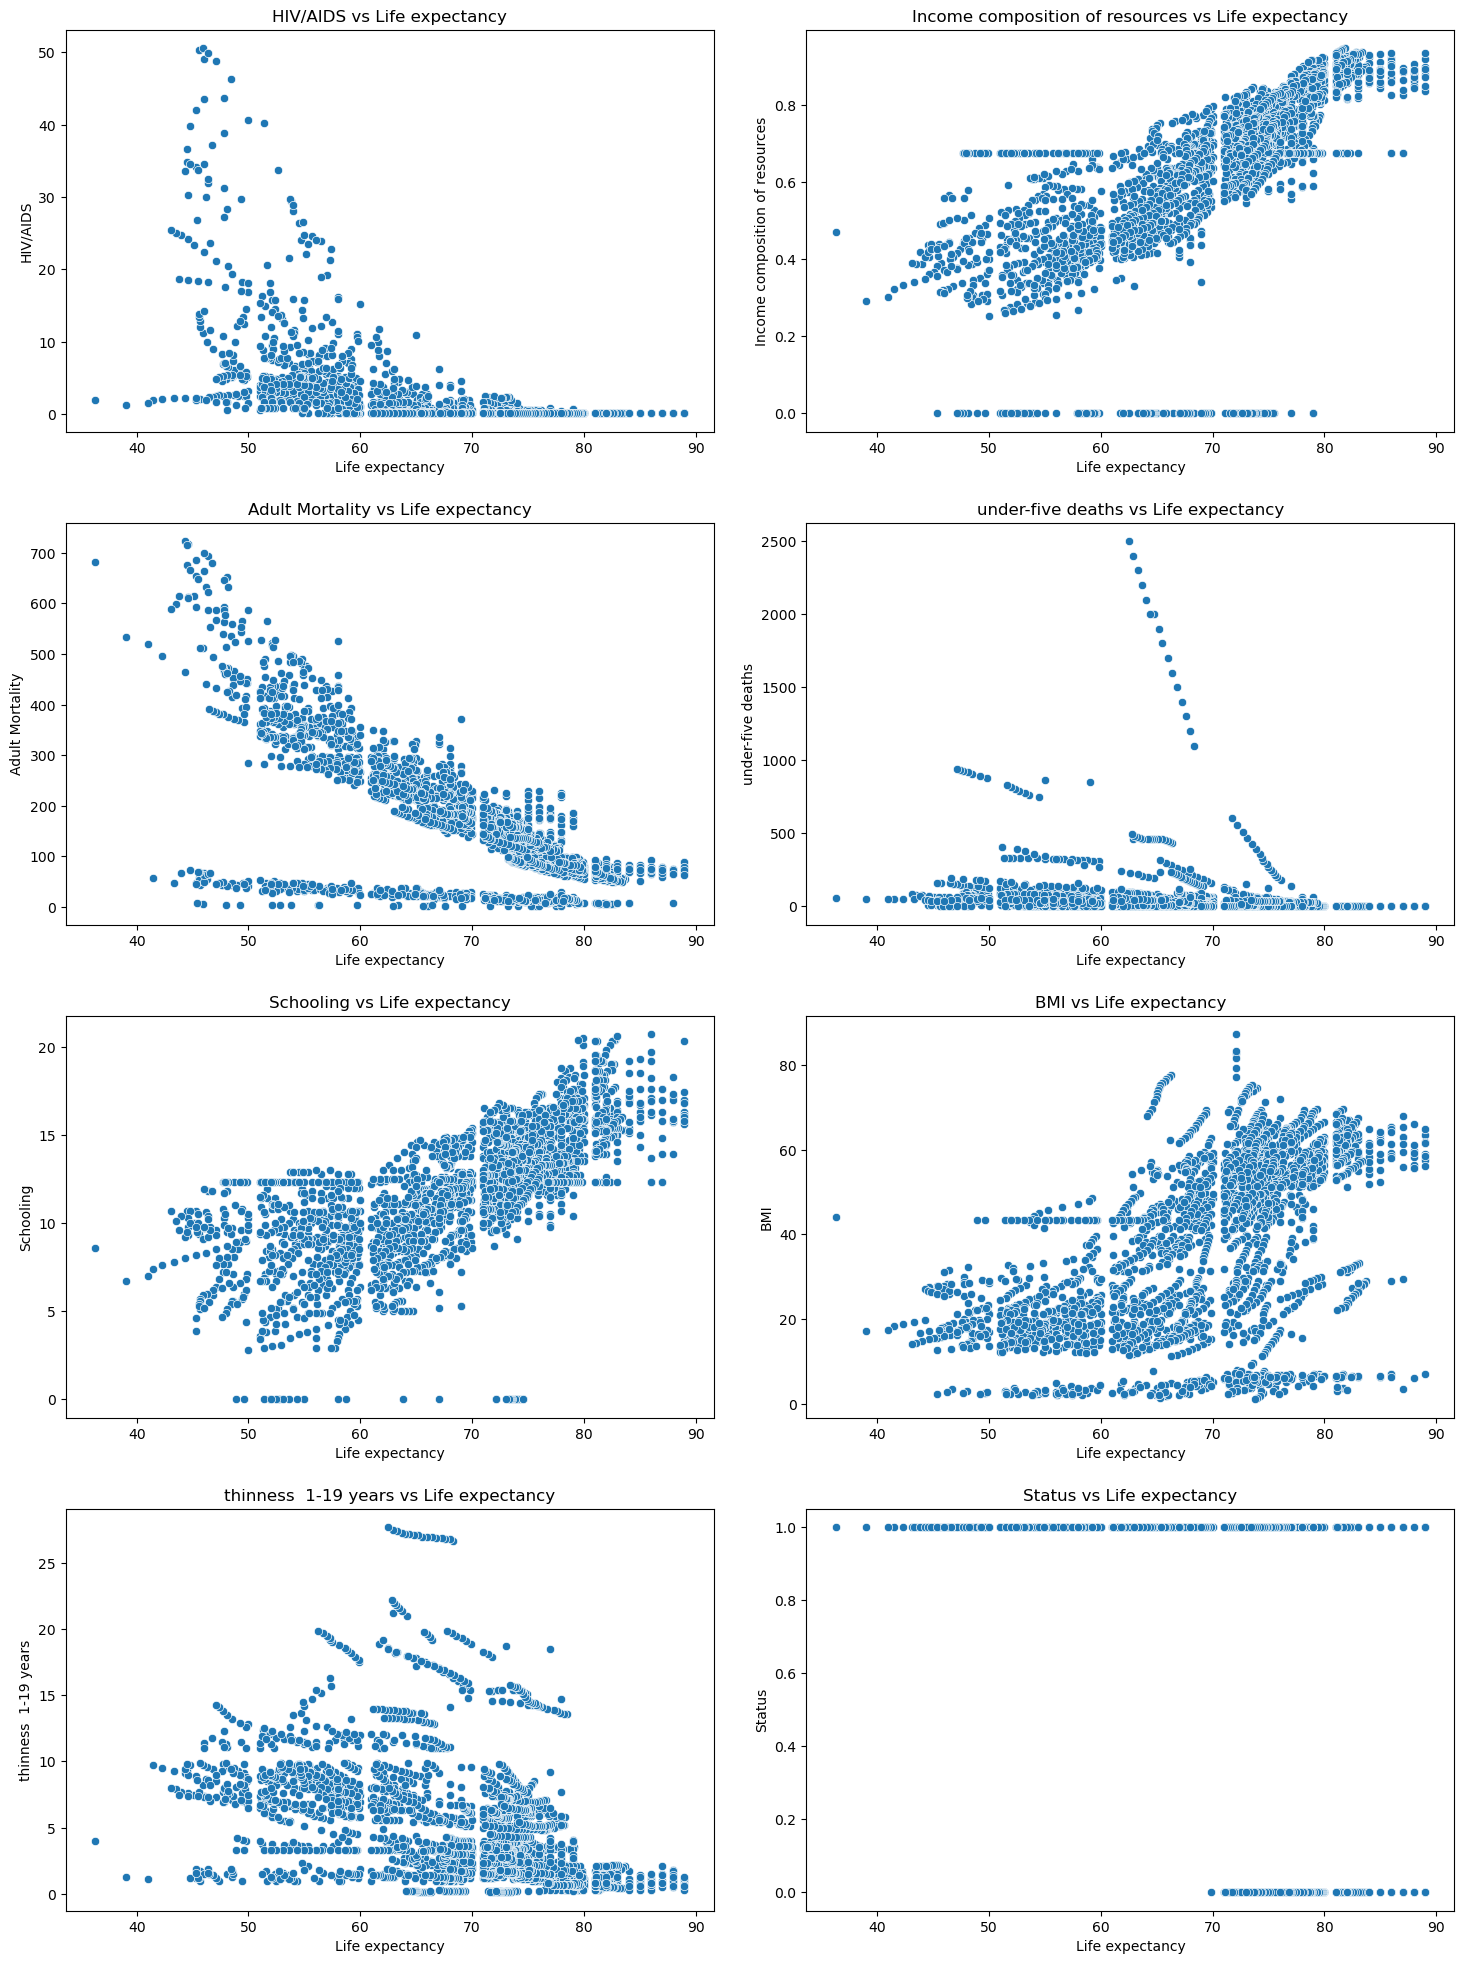 HIV/AIDS vs Life expectancy
50
40
30
20
10
0
HIV/AIDS
40 50 60 70 80 90
Life expectancy
Income composition of resources vs Life expectancy
0.8
0.6
0.4
0.2
0.0
Income composition of resources
40 50 60 70 80 90
Life expectancy
Adult Mortality vs Life expectancy
700
600
500
400
300
200
100
0
Adult Mortality
40 50 60 70 80 90
Life expectancy
under-five deaths vs Life expectancy
2500
2000
1500
1000
500
0
under-five deaths
40 50 60 70 80 90
Life expectancy
Schooling vs Life expectancy
20
15
10
5
0
Schooling
40 50 60 70 80 90
Life expectancy
BMI vs Life expectancy
80
60
40
20
0
BMI
40 50 60 70 80 90
Life expectancy
thinness  1-19 years vs Life expectancy
25
20
15
10
5
0
thinness  1-19 years
40 50 60 70 80 90
Life expectancy
Status vs Life expectancy
1.0
0.8
0.6
0.4
0.2
0.0
Status
40 50 60 70 80 90
Life expectancy